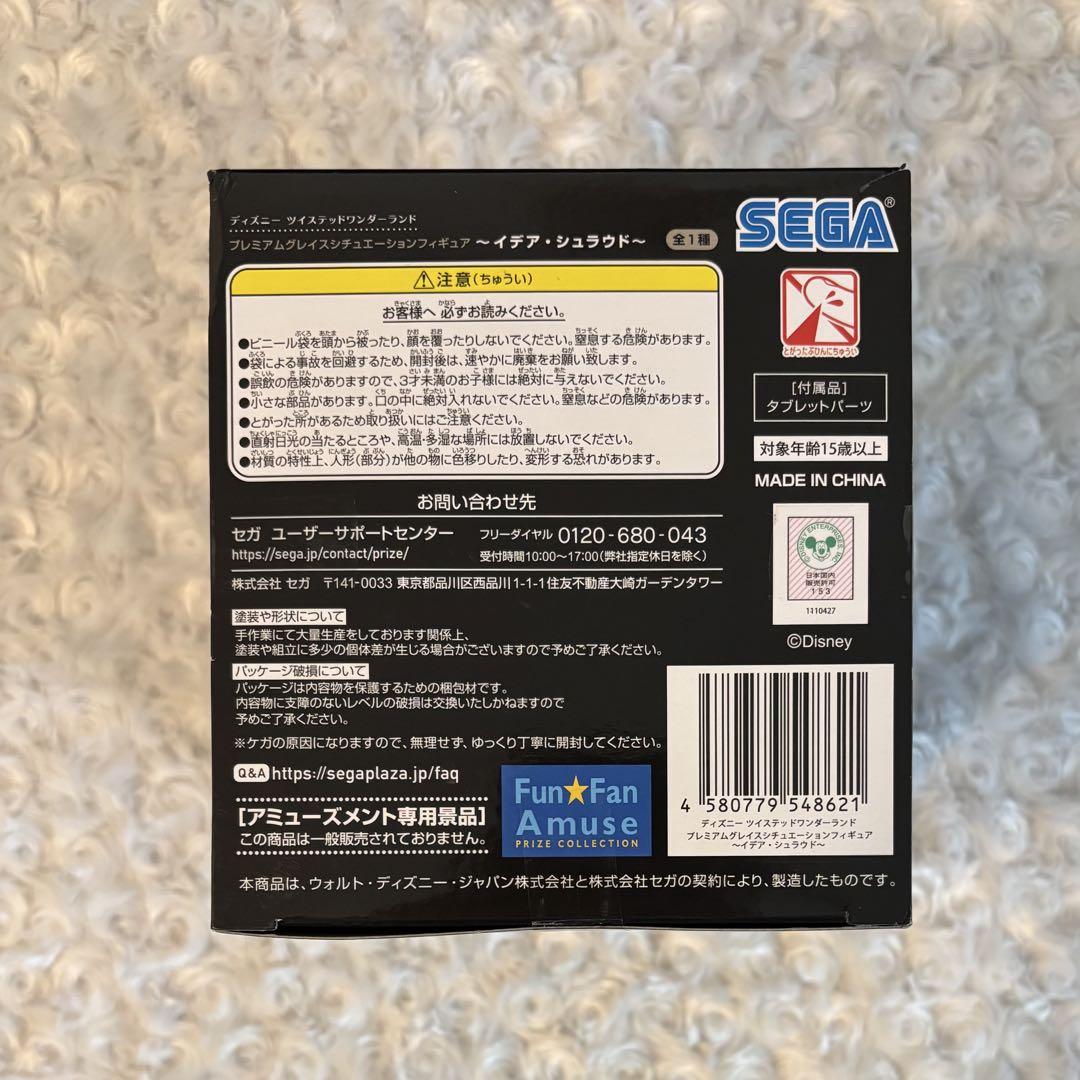 ディズニー ツイステッドワンダーランド
プレミアムグレイスシチュエーションフィギュア ～イデア・シュラウド～ 全1種
SEGA®
⚠注意(ちゅうい)
お客様へ 必ずお読みください。
●ビニール袋を頭から被ったり、顔を覆ったりしないでください。窒息する危険があります。
●袋による事故を回避するため、開封後は、速やかに廃棄をお願い致します。
●誤飲の危険がありますので、3才未満のお子様には絶対に与えないでください。
●小さな部品があります。口の中に絶対入れないでください。窒息などの危険があります。
●とがった所があるため取り扱いにはご注意ください。
●直射日光の当たるところや、高温・多湿な場所には放置しないでください。
●材質の特性上、人形(部分)が他の物に色移りしたり、変形する恐れがあります。
とがったぶひんにちゅうい
[付属品]
タブレットパーツ
対象年齢15歳以上
MADE IN CHINA
お問い合わせ先
セガ ユーザーサポートセンター
https://sega.jp/contact/prize/
フリーダイヤル 0120-680-043
受付時間10:00～17:00(弊社指定休日を除く)
株式会社 セガ 〒141-0033 東京都品川区西品川1-1-1住友不動産大崎ガーデンタワー
©DISNEY ENTERPRISES, INC.
日本国内
販売許可
153
1110427
©Disney
塗装や形状について
手作業にて大量生産をしております関係上、
塗装や組立に多少の個体差が生じる場合がございますので予めご了承ください。
パッケージ破損について
パッケージは内容物を保護するための梱包材です。
内容物に支障のないレベルの破損は交換いたしかねますので
予めご了承ください。
※ケガの原因になりますので、無理せず、ゆっくり丁寧に開封してください。
Q&A https://segaplaza.jp/faq
[アミューズメント専用景品]
この商品は一般販売されておりません。
Fun★Fan
Amuse
PRIZE COLLECTION
4 580779 548621
ディズニー ツイステッドワンダーランド
プレミアムグレイスシチュエーションフィギュア
～イデア・シュラウド～
本商品は、ウォルト・ディズニー・ジャパン株式会社と株式会社セガの契約により、製造したものです。